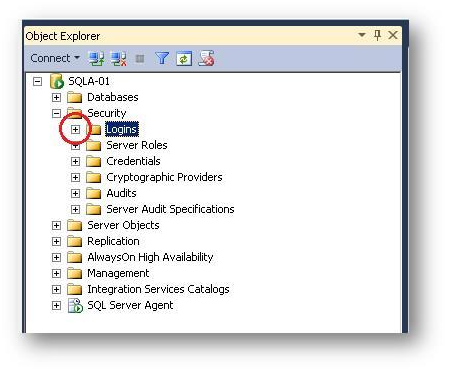 Object Explorer
Connect
SQLA-01
Databases
Security
Logins
Server Roles
Credentials
Cryptographic Providers
Audits
Server Audit Specifications
Server Objects
Replication
AlwaysOn High Availability
Management
Integration Services Catalogs
SQL Server Agent